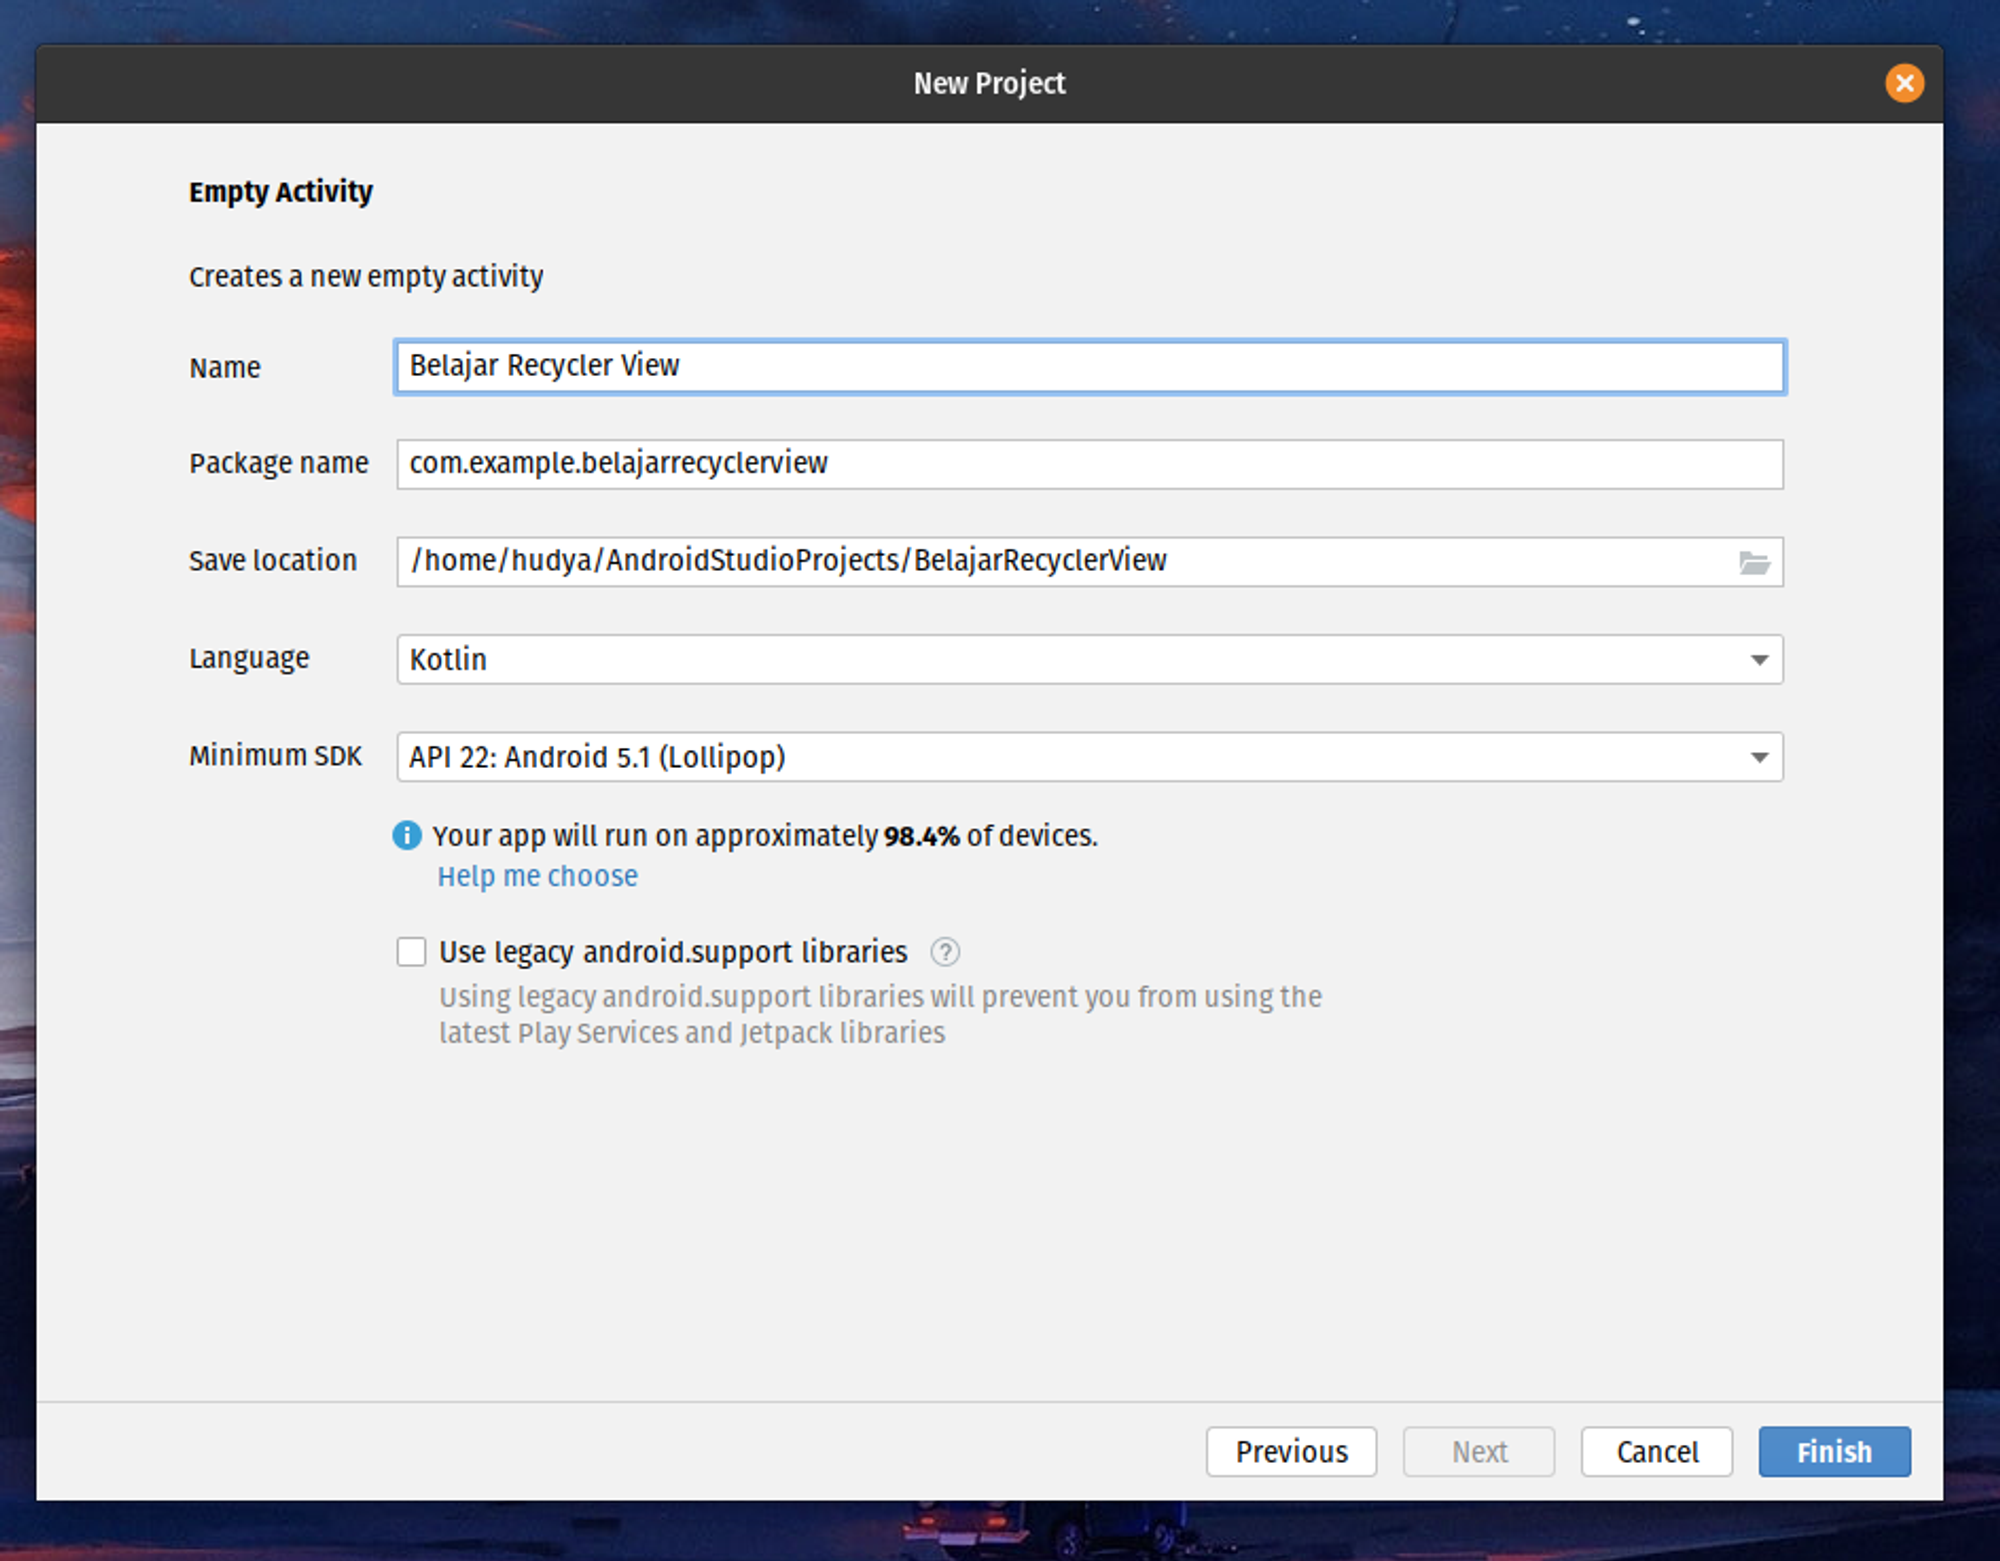 New Project
Empty Activity
Creates a new empty activity
Name
Belajar Recycler View
Package name
com.example.belajarrecyclerview
Save location
/home/hudya/AndroidStudioProjects/BelajarRecyclerView
Language
Kotlin
Minimum SDK
API 22: Android 5.1 (Lollipop)
Your app will run on approximately 98.4% of devices.
Help me choose
Use legacy android.support libraries
Using legacy android.support libraries will prevent you from using the
latest Play Services and Jetpack libraries
Previous
Next
Cancel
Finish